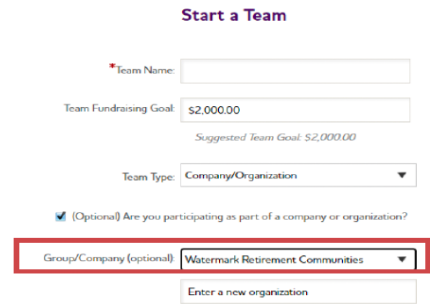 Start a Team
*Team Name:
Team Fundraising Goal: $2,000.00
Suggested Team Goal: $2,000.00
Team Type: Company/Organization
(Optional) Are you participating as part of a company or organization?
Group/Company (optional): Watermark Retirement Communities
Enter a new organization